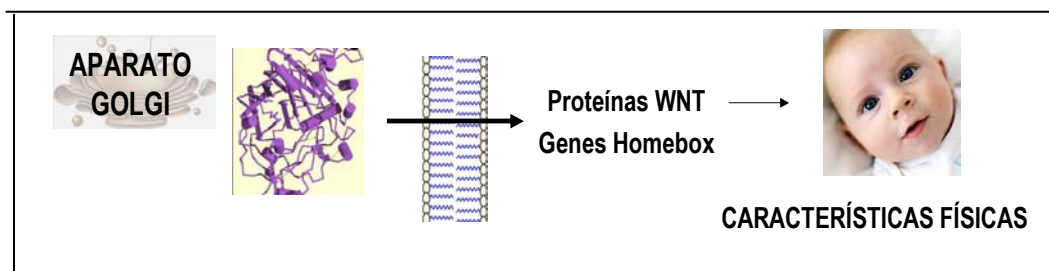 APARATO
GOLGI
Proteínas WNT
Genes Homebox
CARACTERÍSTICAS FÍSICAS